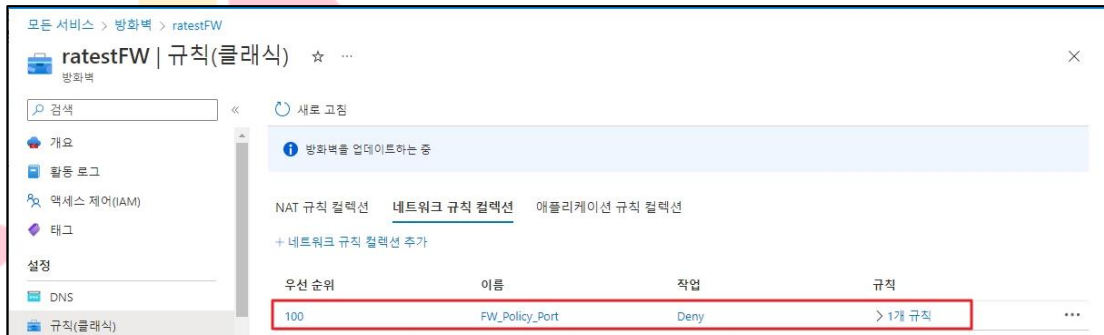 모든 서비스 > 방화벽 > ratestFW
ratestFW | 규칙(클래식) ☆ ...
방화벽
검색 «
새로 고침
개요
방화벽을 업데이트하는 중
활동 로그
액세스 제어(IAM)
NAT 규칙 컬렉션 네트워크 규칙 컬렉션 애플리케이션 규칙 컬렉션
태그
+ 네트워크 규칙 컬렉션 추가
설정
우선 순위 이름 작업 규칙
DNS
100 FW_Policy_Port Deny > 1개 규칙 ...
규칙(클래식)